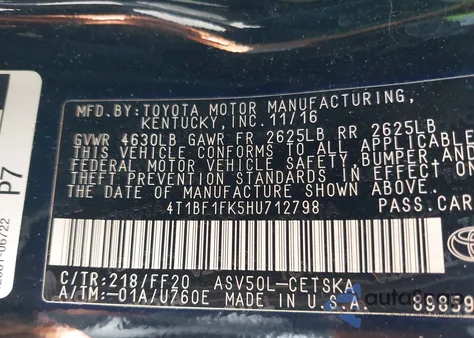 MFD.BY:TOYOTA MOTOR MANUFACTURING,
KENTUCKY, INC. 11/16
GVWR 4630LB GAWR FR 2625LB RR 2625LB
THIS VEHICLE CONFORMS TO ALL APPLICABLE
FEDERAL MOTOR VEHICLE SAFETY, BUMPER, AND
THEFT PREVENTION STANDARDS IN EFFECT ON
THE DATE OF MANUFACTURE SHOWN ABOVE.
4T1BF1FK5HU712798 PASS.CAR
C/TR:218/FF20 ASV50L-CETSKA
A/TM:-01A/U760E MADE IN U.S.A. 89859
P7
06722